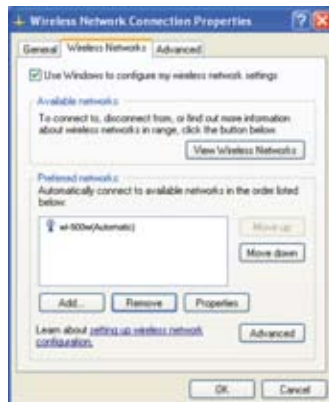 Wireless Network Connection Properties
General Wireless Networks Advanced
Use Windows to configure my wireless network settings
Available networks:
To connect to, disconnect from, or find out more information
about wireless networks in range, click the button below.
View Wireless Networks
Preferred networks:
Automatically connect to available networks in the order listed
below:
wl-500w(Automatic)
Move up
Move down
Add...
Remove
Properties
Learn about setting up wireless network
configuration.
Advanced
OK
Cancel